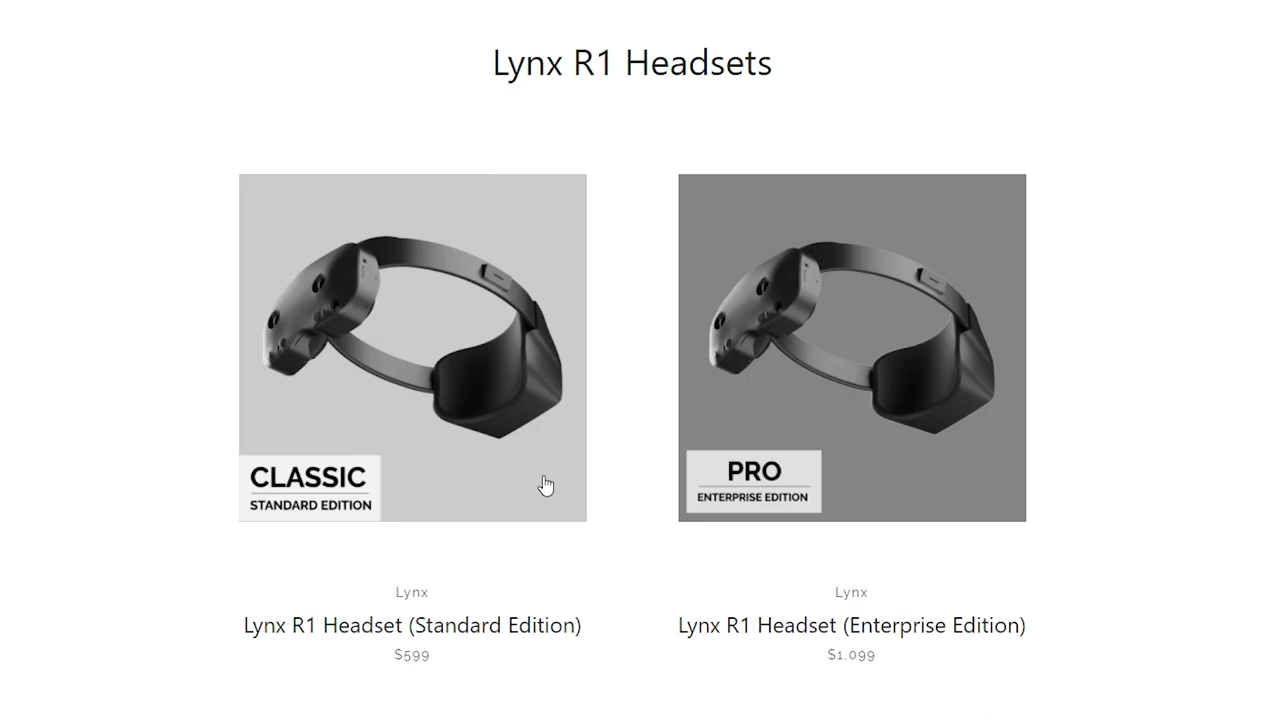 Lynx R1 Headsets
CLASSIC
STANDARD EDITION
PRO
ENTERPRISE EDITION
Lynx
Lynx R1 Headset (Standard Edition)
$599
Lynx
Lynx R1 Headset (Enterprise Edition)
$1.099